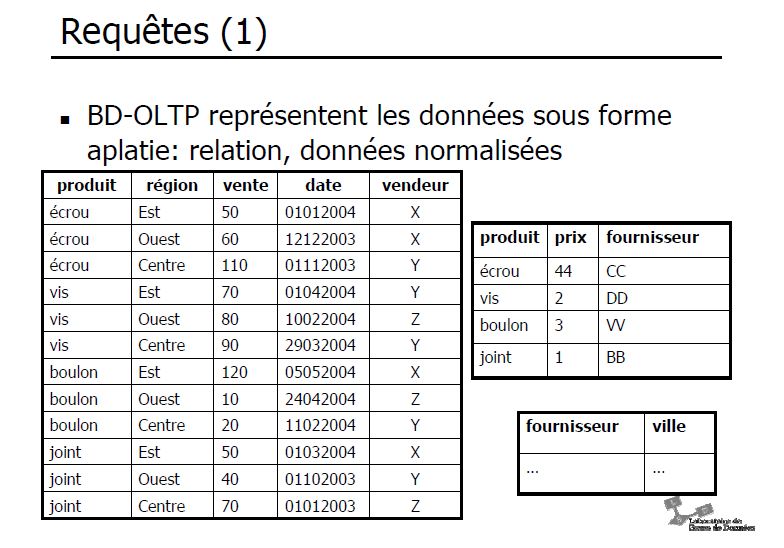 Requêtes (1)
BD-OLTP représentent les données sous forme
aplatie: relation, données normalisées
produit région vente date vendeur
écrou Est 50 01012004 X
écrou Ouest 60 12122003 X
écrou Centre 110 01112003 Y
vis Est 70 01042004 Y
vis Ouest 80 10022004 Z
vis Centre 90 29032004 Y
boulon Est 120 05052004 X
boulon Ouest 10 24042004 Z
boulon Centre 20 11022004 Y
joint Est 50 01032004 X
joint Ouest 40 01102003 Y
joint Centre 70 01012003 Z
produit prix fournisseur
écrou 44 CC
vis 2 DD
boulon 3 VV
joint 1 BB
fournisseur ville
... ...
Laboratoire de
Bases de Données